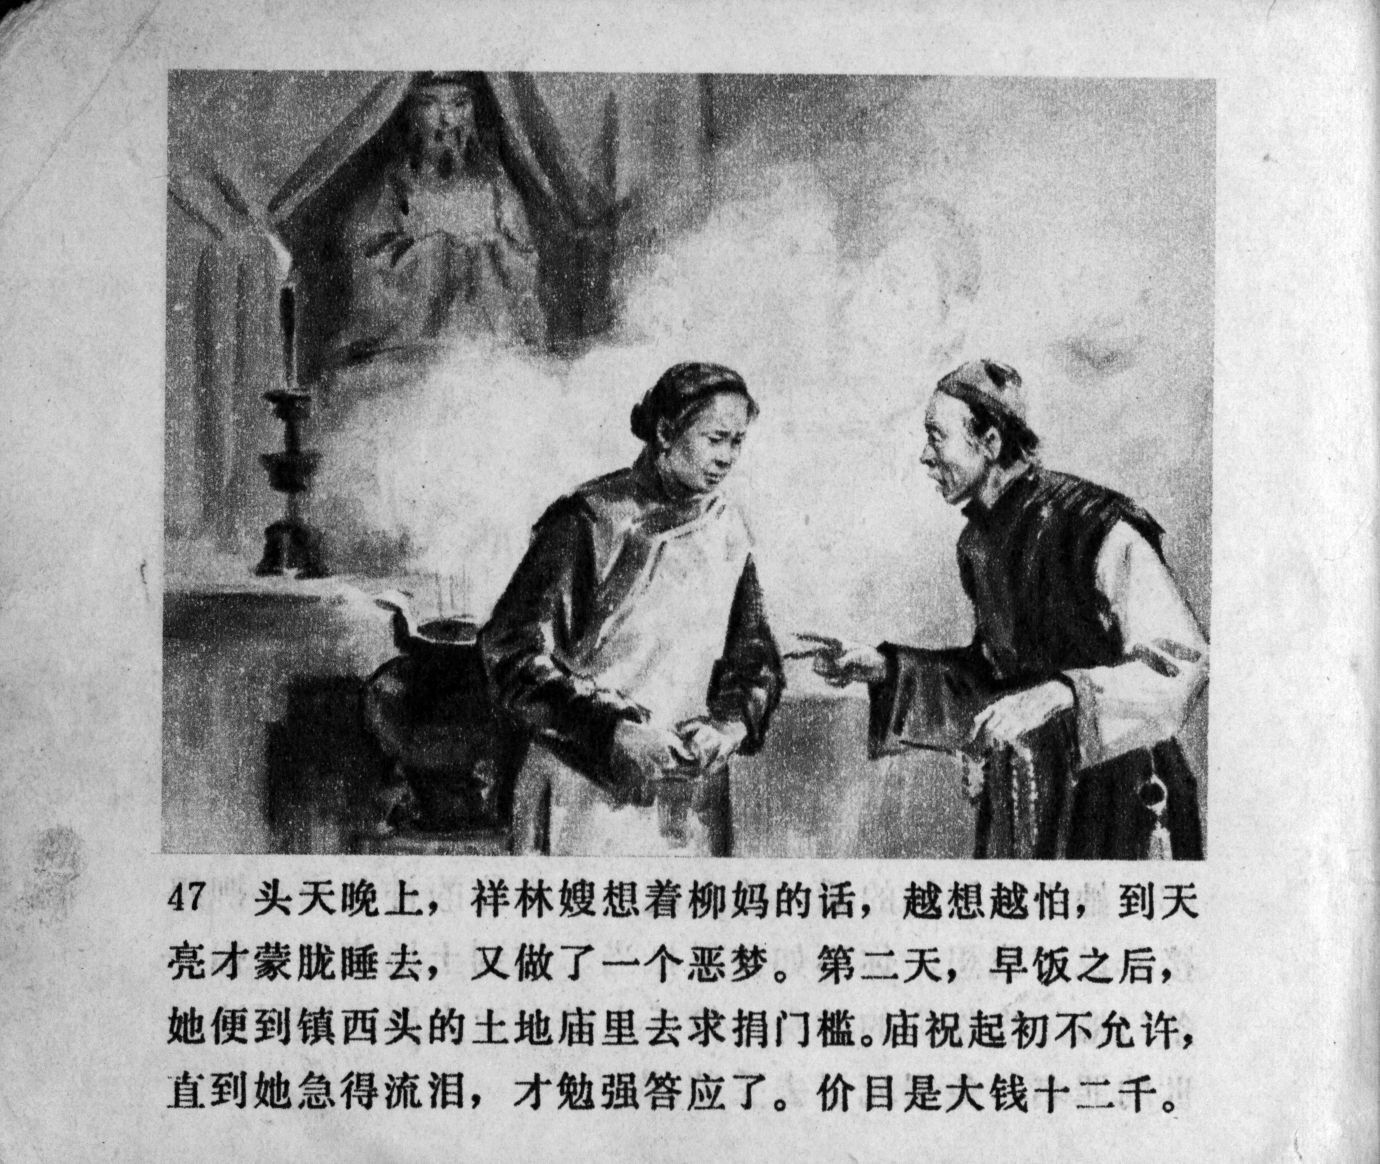 47 头天晚上，祥林嫂想着柳妈的话，越想越怕，到天
亮才蒙胧睡去，又做了一个恶梦。第二天，早饭之后，
她便到镇西头的土地庙里去求捐门槛。庙祝起初不允许，
直到她急得流泪，才勉强答应了。价目是大钱十二千。